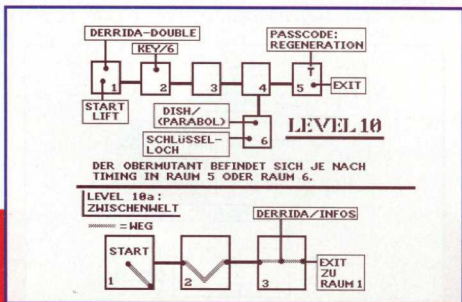 DERRIDA-DOUBLE
KEY/6
PASSCODE:
REGENERATION
1
2
3
4
T
5
EXIT
START
LIFT
DISH/
(PARABOL)
SCHLÜSSEL-
LOCH
6
LEVEL 10
DER OBERMUTANT BEFINDET SICH JE NACH
TIMING IN RAUM 5 ODER RAUM 6.
LEVEL 10a:
ZWISCHENWELT
= WEG
DERRIDA/INFOS
START
1
2
3
EXIT
ZU
RAUM 1